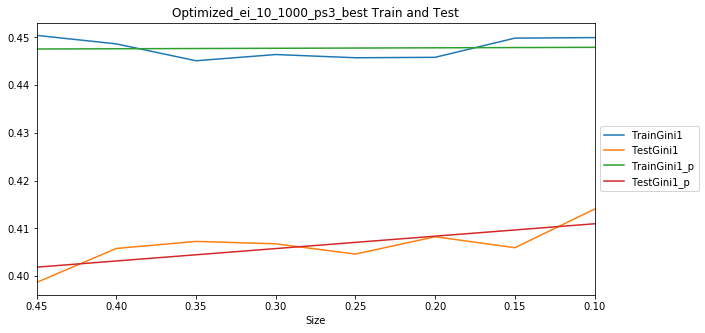 Optimized_ei_10_1000_ps3_best Train and Test
0.45
0.44
0.43
0.42
0.41
0.40
0.45 0.40 0.35 0.30 0.25 0.20 0.15 0.10
Size
TrainGini1
TestGini1
TrainGini1_p
TestGini1_p